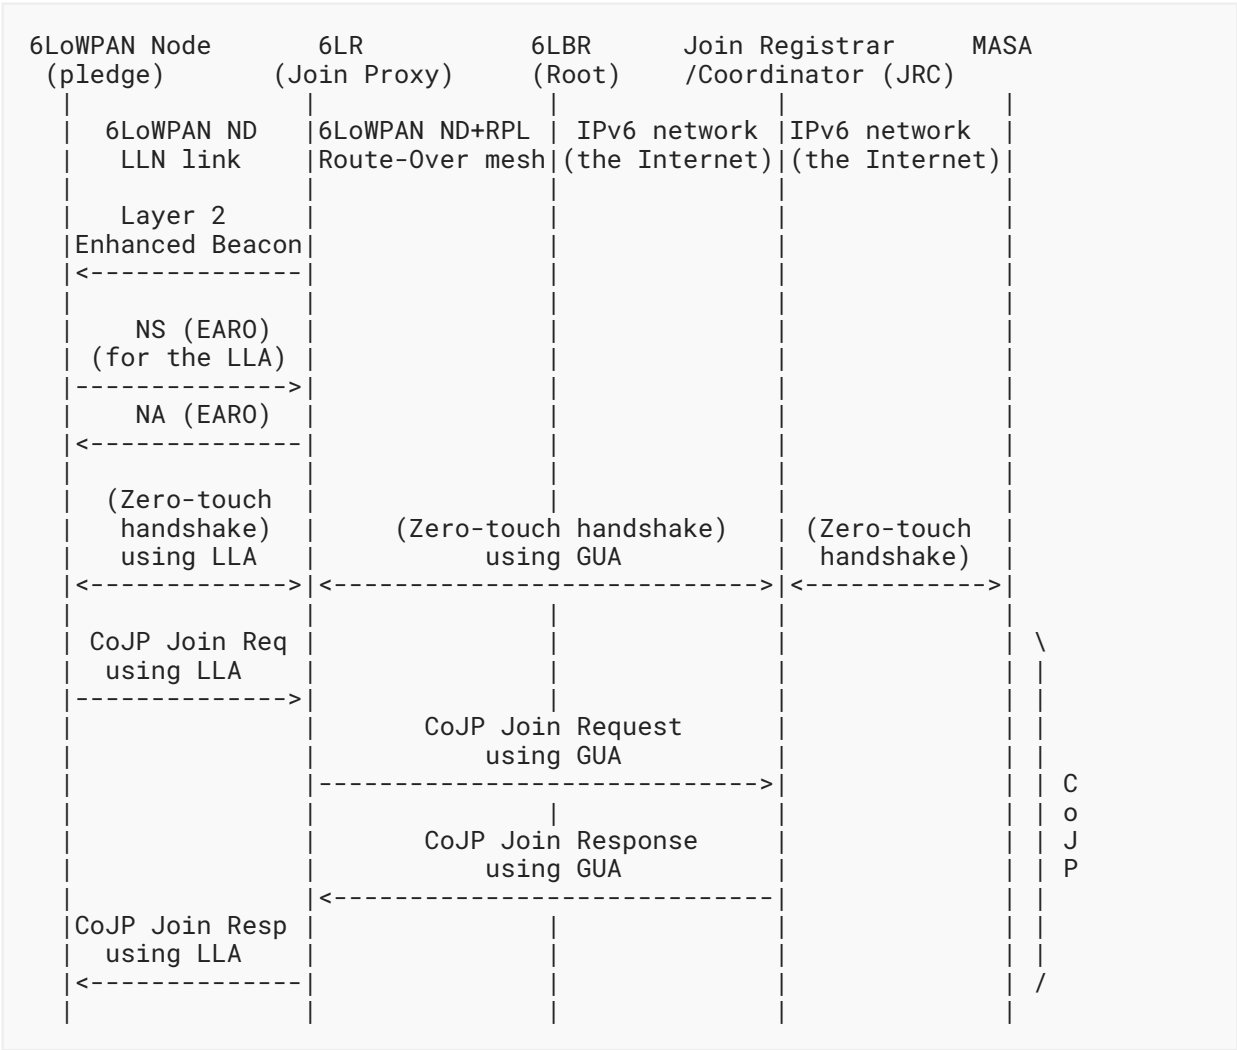 6LoWPAN Node       6LR           6LBR      Join Registrar     MASA
 (pledge)       (Join Proxy)     (Root)    /Coordinator (JRC)
  |               |               |              |              |
  |  6LoWPAN ND   |6LoWPAN ND+RPL | IPv6 network |IPv6 network  |
  |   LLN link    |Route-Over mesh|(the Internet)|(the Internet)|
  |               |               |              |              |
  |   Layer 2     |               |              |              |
  |Enhanced Beacon|               |              |              |
  |<--------------|               |              |              |
  |               |               |              |              |
  |    NS (EARO)  |               |              |              |
  | (for the LLA) |               |              |              |
  |-------------->|               |              |              |
  |    NA (EARO)  |               |              |              |
  |<--------------|               |              |              |
  |               |               |              |              |
  |  (Zero-touch  |               |              |              |
  |   handshake)  |     (Zero-touch handshake)   | (Zero-touch  |
  |   using LLA   |           using GUA          |  handshake)  |
  |<------------->|<---------------------------->|<------------>|
  |               |               |              |              |
  | CoJP Join Req |               |              |              | \
  |  using LLA    |               |              |              | |
  |-------------->|               |              |              | |
  |               |       CoJP Join Request      |              | |
  |               |           using GUA          |              | |
  |               |----------------------------->|              | | C
  |               |               |              |              | | o
  |               |       CoJP Join Response     |              | | J
  |               |           using GUA          |              | | P
  |               |<-----------------------------|              | |
  |CoJP Join Resp |               |              |              | |
  |  using LLA    |               |              |              | |
  |<--------------|               |              |              | /
  |               |               |              |              |